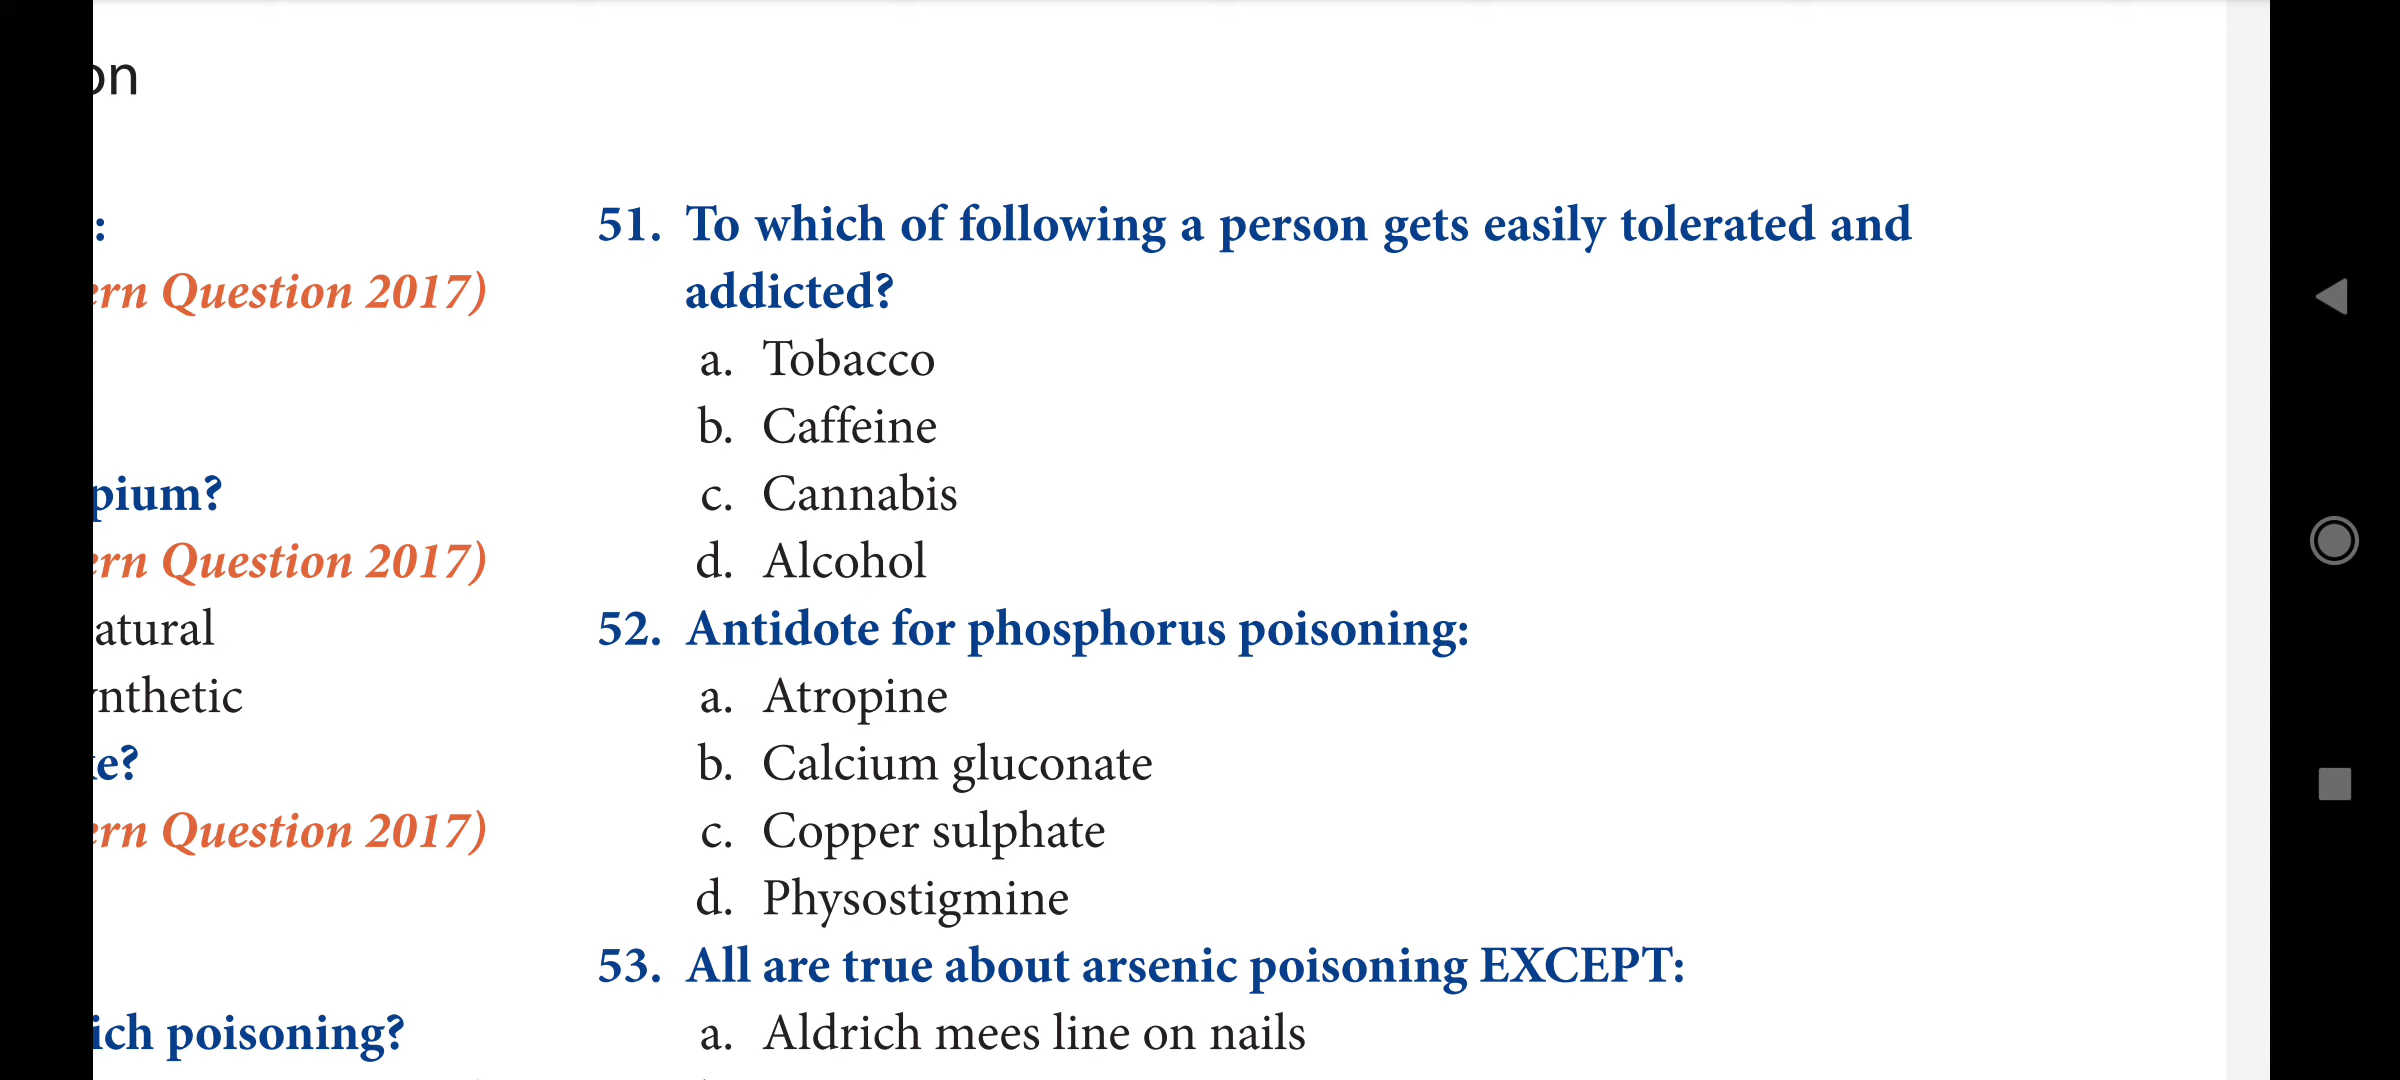 on
:
ern Question 2017)
pium?
ern Question 2017)
atural
nthetic
e?
ern Question 2017)
ich poisoning?
51. To which of following a person gets easily tolerated and
addicted?
a. Tobacco
b. Caffeine
c. Cannabis
d. Alcohol
52. Antidote for phosphorus poisoning:
a. Atropine
b. Calcium gluconate
c. Copper sulphate
d. Physostigmine
53. All are true about arsenic poisoning EXCEPT:
a. Aldrich mees line on nails